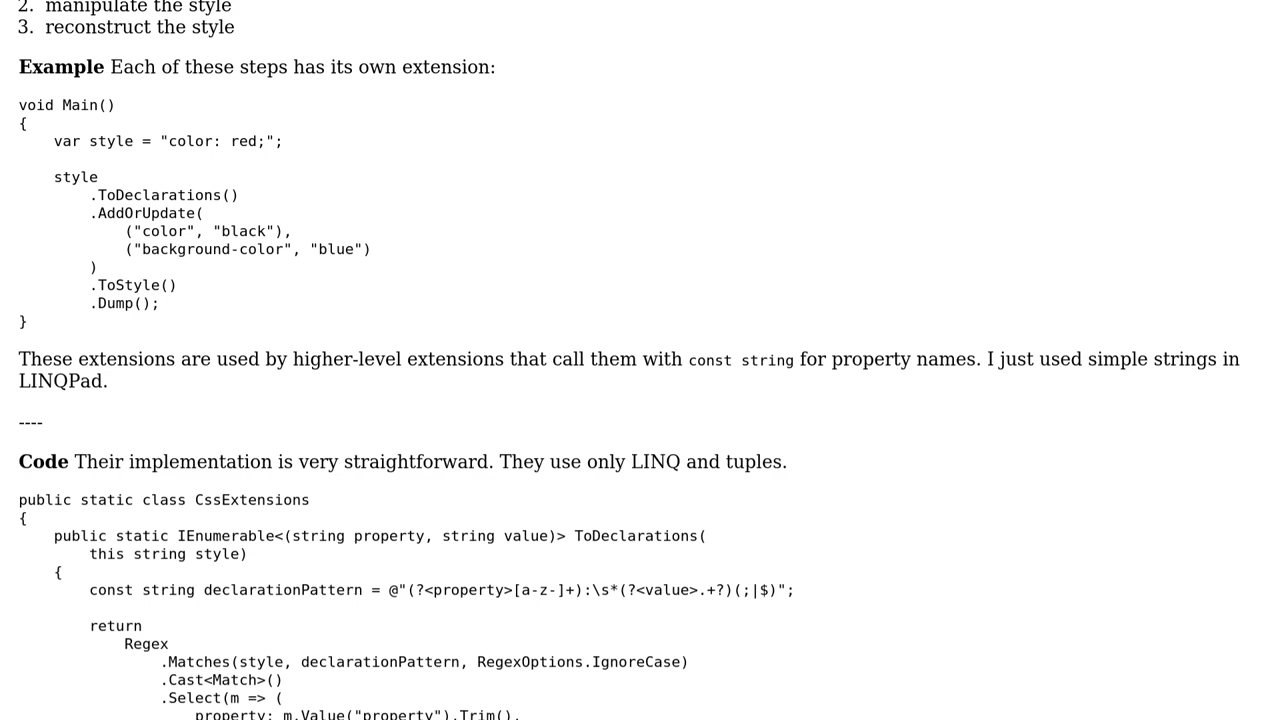 2. manipulate the style
3. reconstruct the style
Example Each of these steps has its own extension:
void Main()
{
    var style = "color: red;";

    style
        .ToDeclarations()
        .AddOrUpdate(
            ("color", "black"),
            ("background-color", "blue")
        )
        .ToStyle()
        .Dump();
}
These extensions are used by higher-level extensions that call them with const string for property names. I just used simple strings in
LINQPad.
----
Code Their implementation is very straightforward. They use only LINQ and tuples.
public static class CssExtensions
{
    public static IEnumerable<(string property, string value)> ToDeclarations(
        this string style)
    {
        const string declarationPattern = @"(?<property>[a-z-]+):\s*(?<value>.+?)(;|$)";

        return
            Regex
                .Matches(style, declarationPattern, RegexOptions.IgnoreCase)
                .Cast<Match>()
                .Select(m => (
                    property: m.Value("property").Trim(),